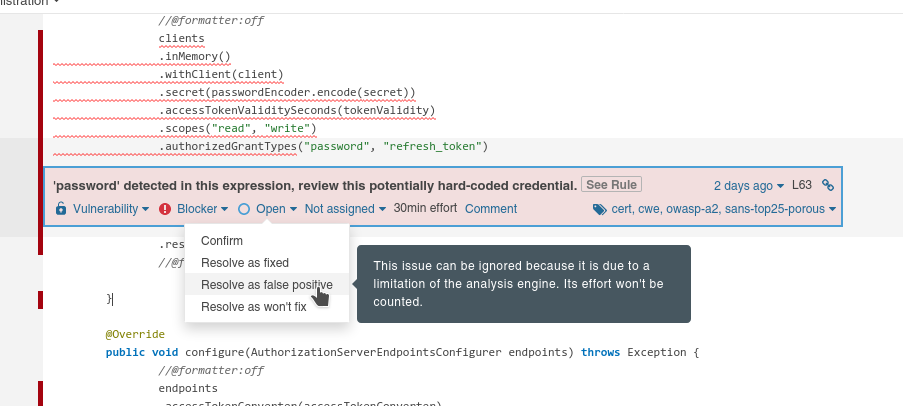 istration
//@formatter:off
clients
.inMemory()
.withClient(client)
.secret(passwordEncoder.encode(secret))
.accessTokenValiditySeconds(tokenValidity)
.scopes("read", "write")
.authorizedGrantTypes("password", "refresh_token")
'password' detected in this expression, review this potentially hard-coded credential. See Rule 2 days ago L63
Vulnerability Blocker Open Not assigned 30min effort Comment cert, cwe, owasp-a2, sans-top25-porous
.res
Confirm
//@f
Resolve as fixed
Resolve as false positive
Resolve as won't fix
This issue can be ignored because it is due to a
limitation of the analysis engine. Its effort won't be
counted.
}
@Override
public void configure(AuthorizationServerEndpointsConfigurer endpoints) throws Exception {
//@formatter:off
endpoints
.accessTokenConverter(accessTokenConverter)